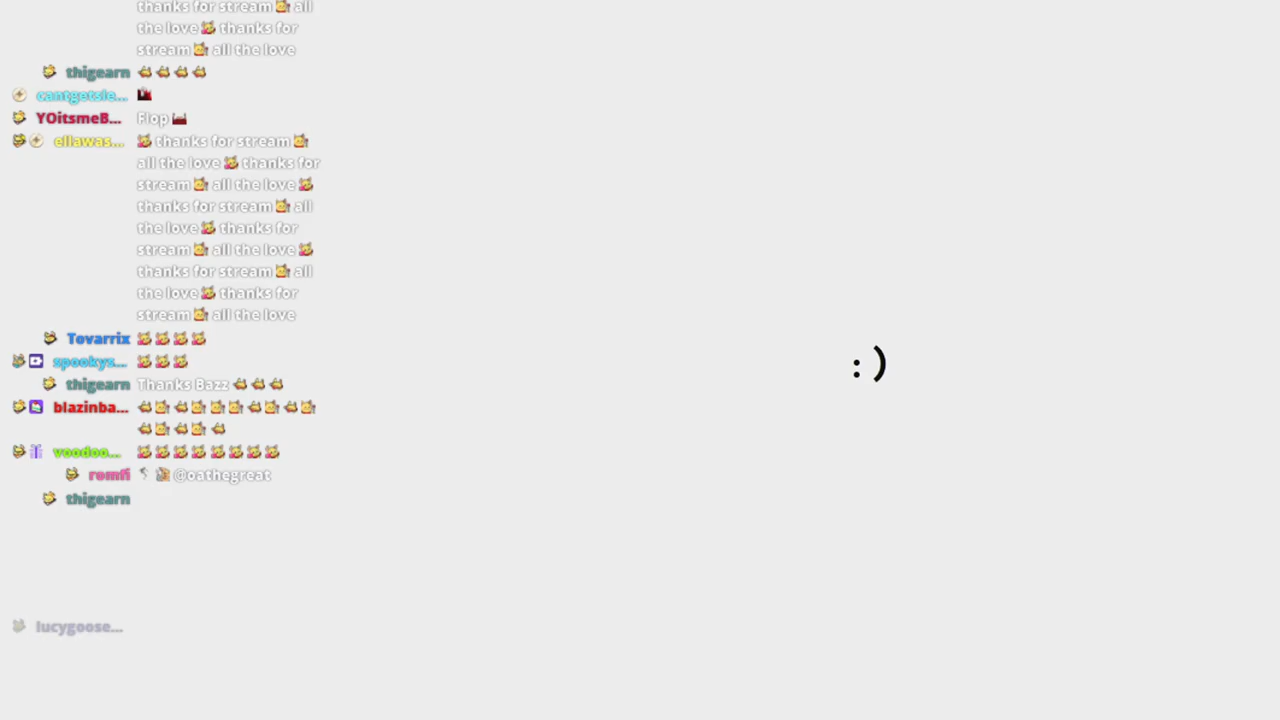 thanks for stream all
the love thanks for
stream all the love
thigearn
cantgetsle...
YOitsmeB... Flop
ellawas... thanks for stream
all the love thanks for
stream all the love
thanks for stream all
the love thanks for
stream all the love
thanks for stream all
the love thanks for
stream all the love
Tovarrix
spookyz...
thigearn Thanks Bazz
blazinba...
voodoo...
romfi @oathegreat
thigearn
lucygoose...
: )